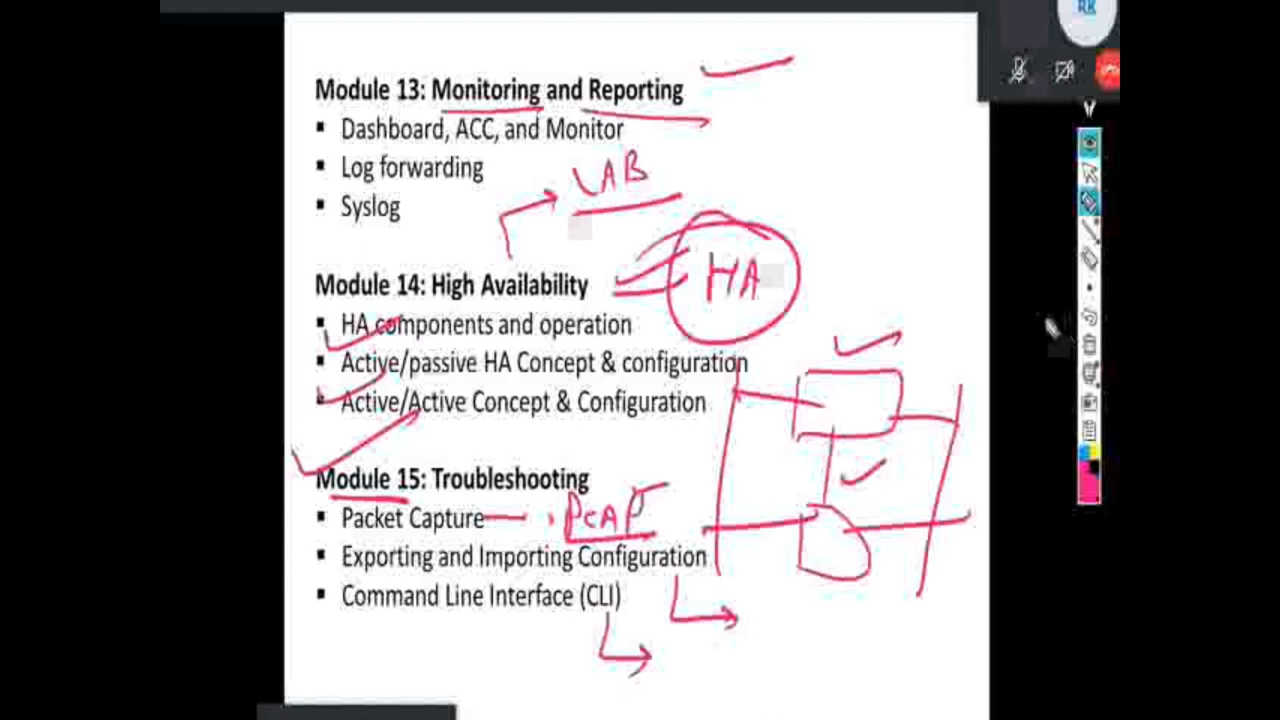 RK
Module 13: Monitoring and Reporting
▪ Dashboard, ACC, and Monitor
▪ Log forwarding
LAB
▪ Syslog
HA
Module 14: High Availability
▪ HA components and operation
▪ Active/passive HA Concept & configuration
▪ Active/Active Concept & Configuration
Module 15: Troubleshooting
▪ Packet Capture
PCAP
▪ Exporting and Importing Configuration
▪ Command Line Interface (CLI)